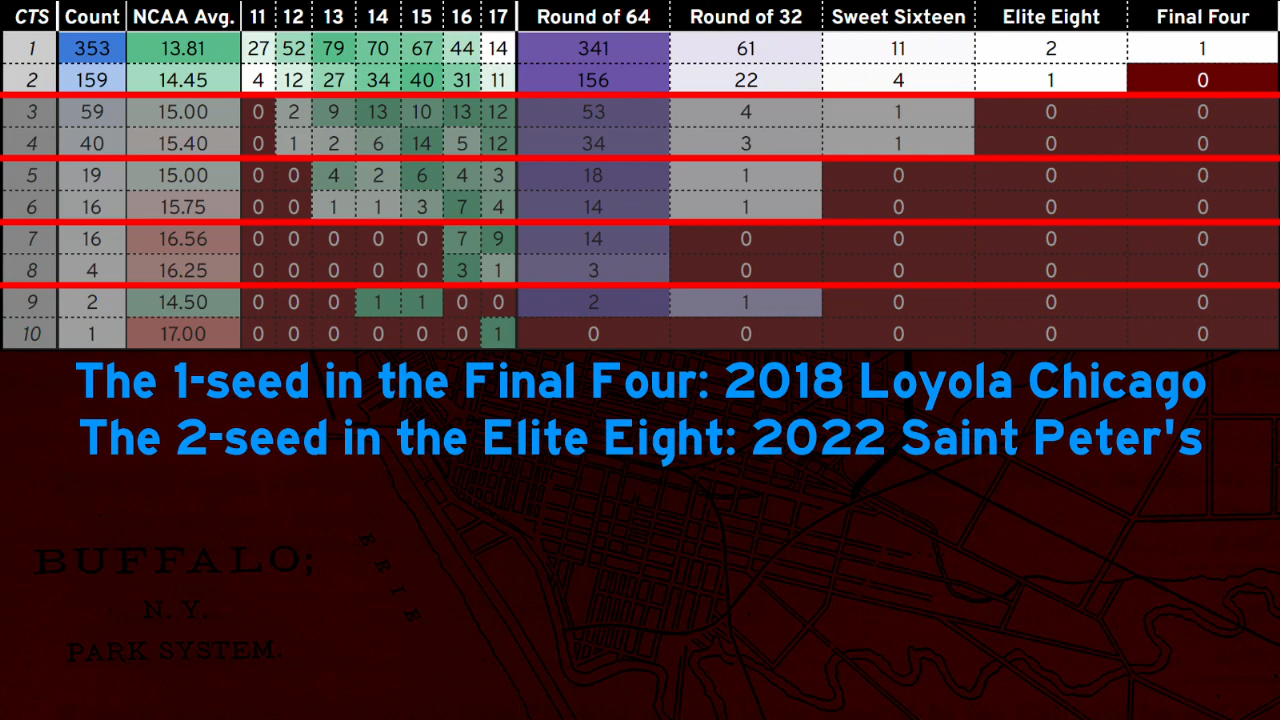 CTS Count NCAA Avg. 11 12 13 14 15 16 17 Round of 64 Round of 32 Sweet Sixteen Elite Eight Final Four
1 353 13.81 27 52 79 70 67 44 14 341 61 11 2 1
2 159 14.45 4 12 27 34 40 31 11 156 22 4 1 0
3 59 15.00 0 2 9 13 10 13 12 53 4 1 0 0
4 40 15.40 0 1 2 6 14 5 12 34 3 1 0 0
5 19 15.00 0 0 4 2 6 4 3 18 1 0 0 0
6 16 15.75 0 0 1 1 3 7 4 14 1 0 0 0
7 16 16.56 0 0 0 0 0 7 9 14 0 0 0 0
8 4 16.25 0 0 0 0 0 3 1 3 0 0 0 0
9 2 14.50 0 0 0 1 1 0 0 2 1 0 0 0
10 1 17.00 0 0 0 0 0 0 1 0 0 0 0 0
The 1-seed in the Final Four: 2018 Loyola Chicago
The 2-seed in the Elite Eight: 2022 Saint Peter's
ERIE
BUFFALO;
N. Y.
PARK SYSTEM.